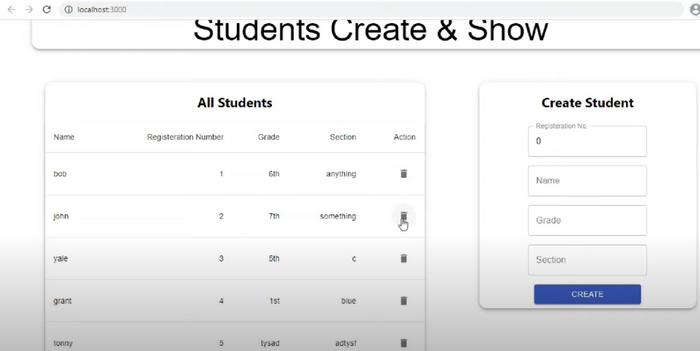 localhost:3000
Students Create & Show
All Students
Name Registeration Number Grade Section Action
bob 1 6th anything
john 2 7th something
yale 3 5th c
grant 4 1st blue
tonny 5 tysad adtysf
Create Student
Registeration No.
0
Name
Grade
Section
CREATE